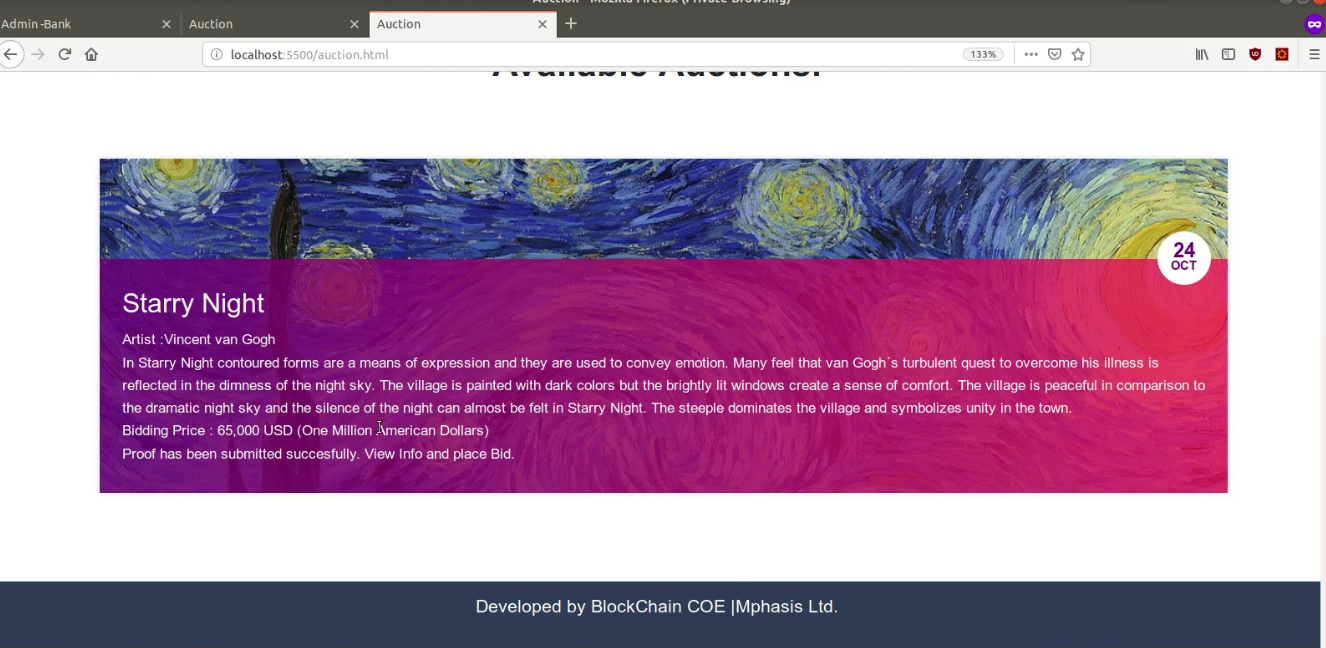 Auction - Mozilla Firefox (Private Browsing)
Admin -Bank
Auction
Auction
localhost:5500/auction.html
133%
Available Auctions!
24
OCT
Starry Night
Artist :Vincent van Gogh
In Starry Night contoured forms are a means of expression and they are used to convey emotion. Many feel that van Gogh´s turbulent quest to overcome his illness is
reflected in the dimness of the night sky. The village is painted with dark colors but the brightly lit windows create a sense of comfort. The village is peaceful in comparison to
the dramatic night sky and the silence of the night can almost be felt in Starry Night. The steeple dominates the village and symbolizes unity in the town.
Bidding Price : 65,000 USD (One Million American Dollars)
Proof has been submitted succesfully. View Info and place Bid.
Developed by BlockChain COE |Mphasis Ltd.